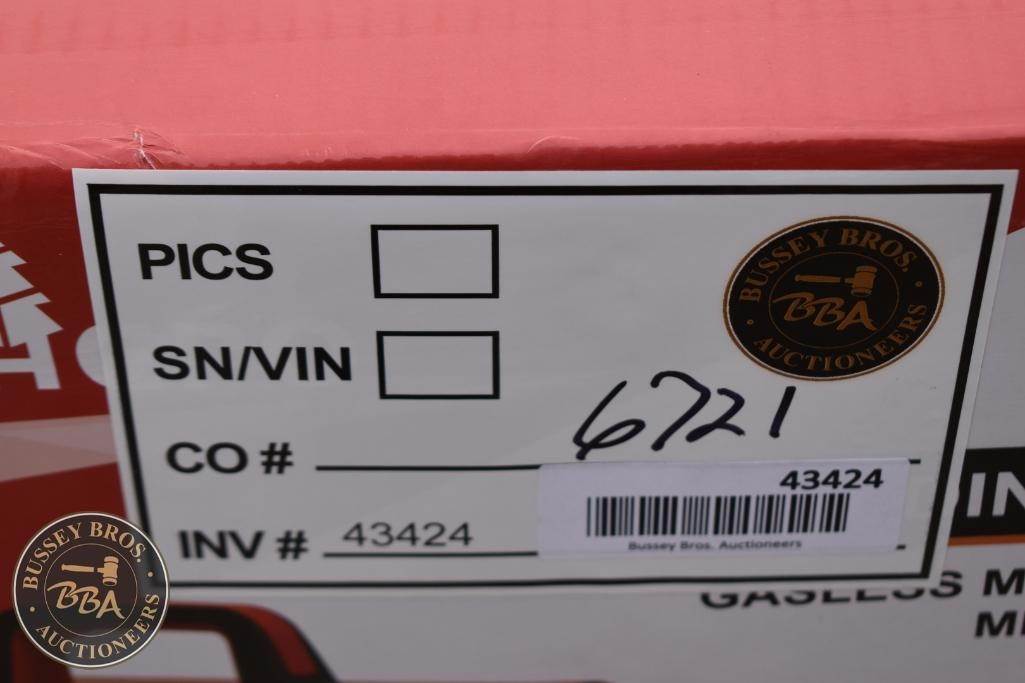 PICS
SN/VIN
CO # 6721
INV # 43424
43424
Bussey Bros. Auctioneers
BUSSEY BROS.
BBA
AUCTIONEERS
GASLESS M
BUSSEY BROS.
BBA
AUCTIONEERS